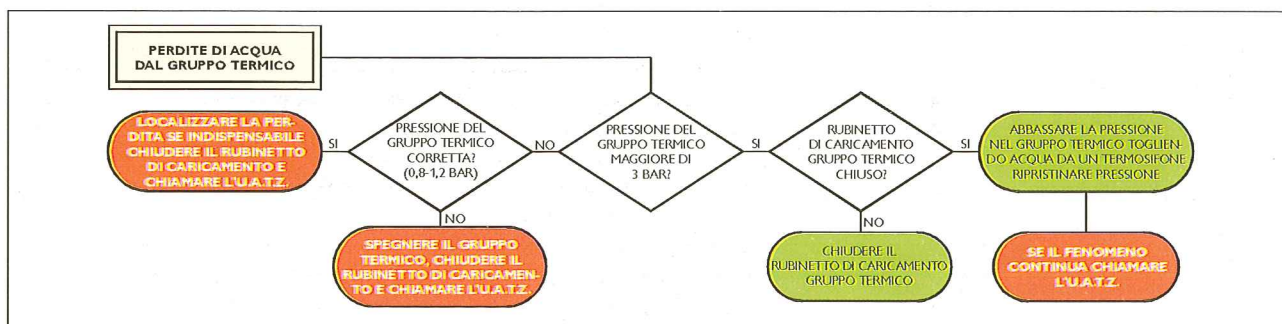 PERDITE DI ACQUA
DAL GRUPPO TERMICO
LOCALIZZARE LA PER-
DITA SE INDISPENSABILE
CHIUDERE IL RUBINETTO
DI CARICAMENTO E
CHIAMARE L'U.A.T.Z.
SI
PRESSIONE DEL
GRUPPO TERMICO
CORRETTA?
(0,8-1,2 BAR)
NO
PRESSIONE DEL
GRUPPO TERMICO
MAGGIORE DI
3 BAR?
SI
RUBINETTO
DI CARICAMENTO
GRUPPO TERMICO
CHIUSO?
SI
ABBASSARE LA PRESSIONE
NEL GRUPPO TERMICO TOGLIEN-
DO ACQUA DA UN TERMOSIFONE
RIPRISTINARE PRESSIONE
NO
SPEGNERE IL GRUPPO
TERMICO, CHIUDERE IL
RUBINETTO DI CARICAMEN-
TO E CHIAMARE L'U.A.T.Z.
NO
CHIUDERE IL
RUBINETTO DI CARICAMENTO
GRUPPO TERMICO
SE IL FENOMENO
CONTINUA CHIAMARE
L'U.A.T.Z.